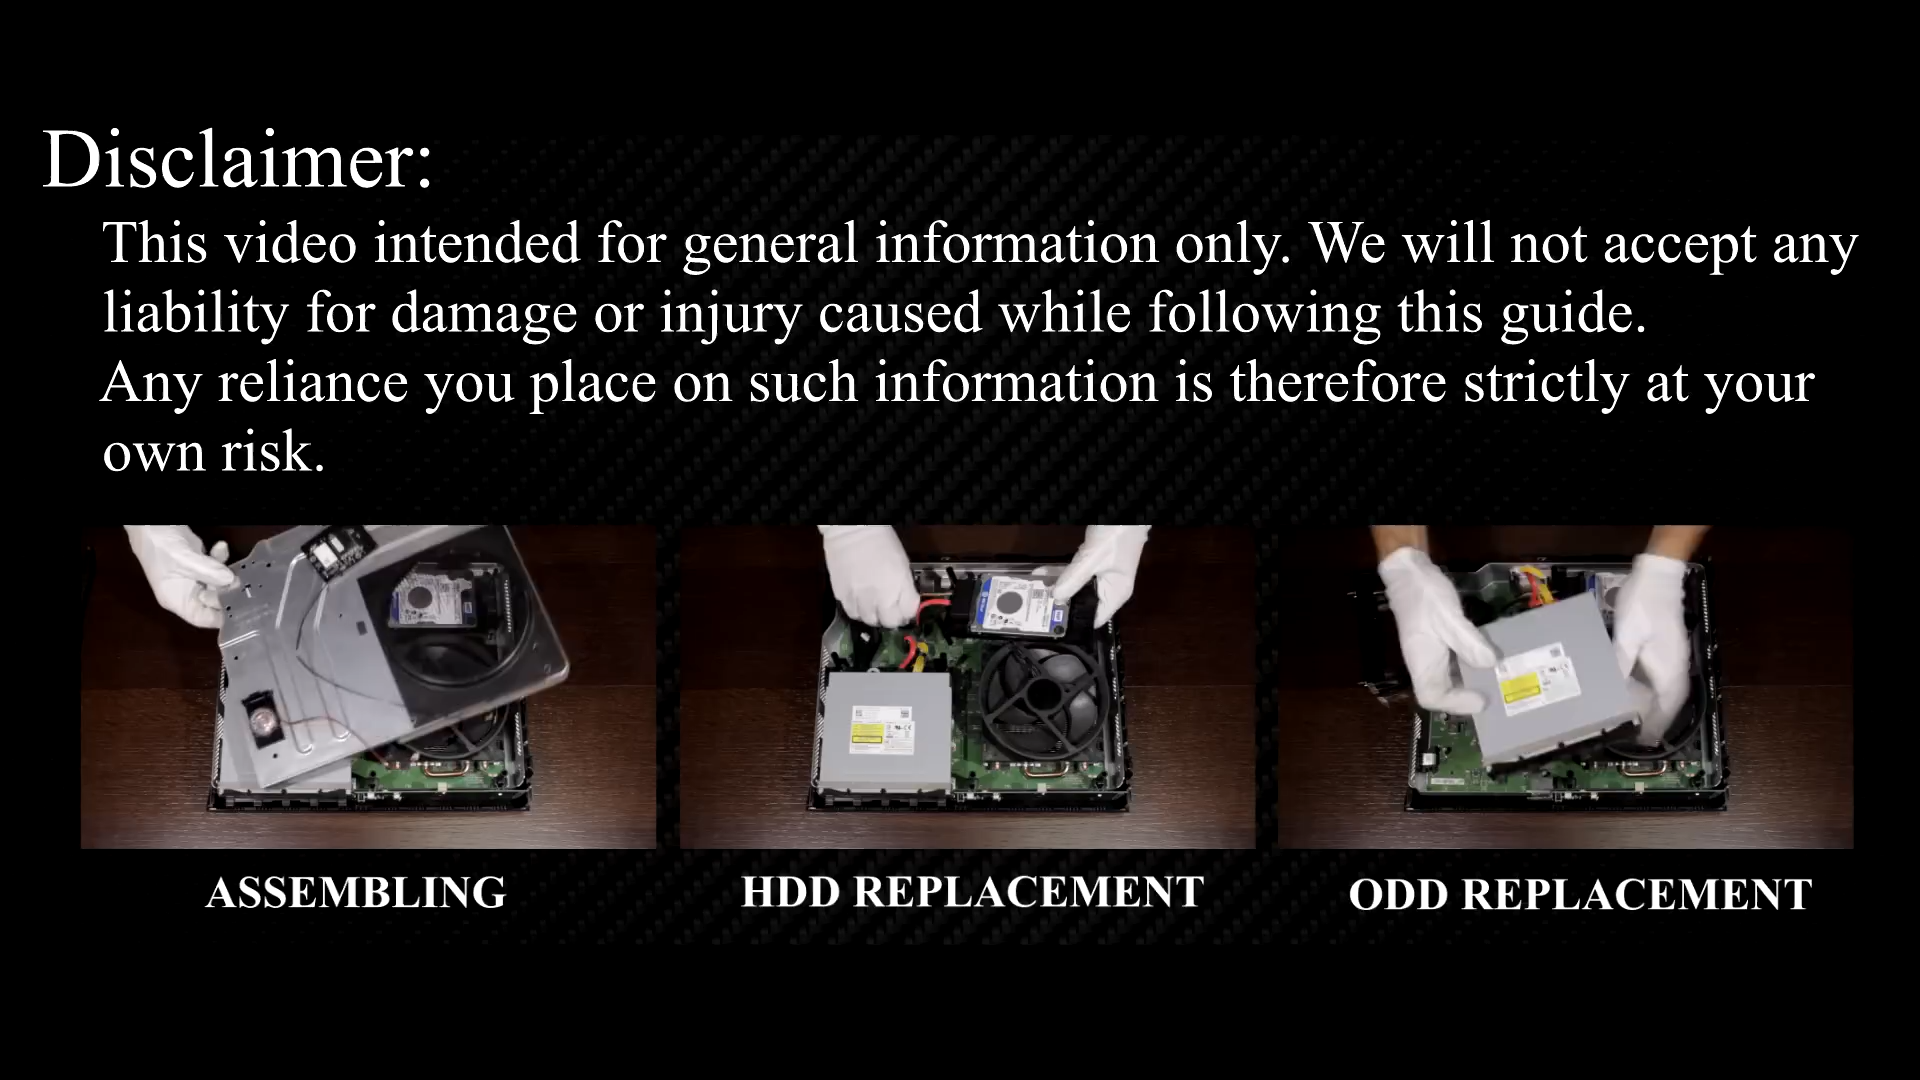 Disclaimer:
This video intended for general information only. We will not accept any
liability for damage or injury caused while following this guide.
Any reliance you place on such information is therefore strictly at your
own risk.
ASSEMBLING
HDD REPLACEMENT
ODD REPLACEMENT